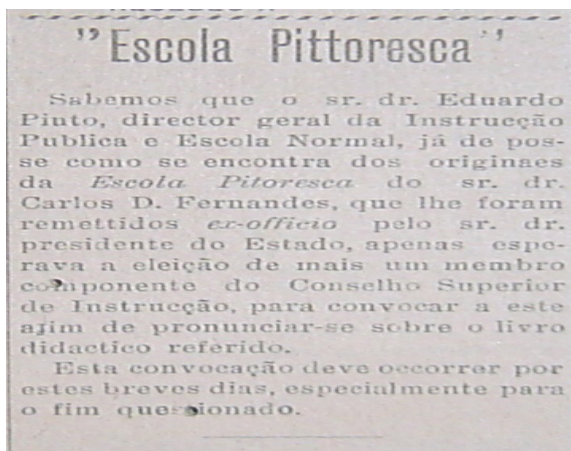 "Escola Pittoresca"
Sabemos que o sr. dr. Eduardo
Pinto, director geral da Instrucção
Publica e Escola Normal, já de pos-
se como se encontra dos originaes
da Escola Pitoresca do sr. dr.
Carlos D. Fernandes, que lhe foram
remettidos ex-officio pelo sr. dr.
presidente do Estado, apenas espe-
rava a eleição de mais um membro
componente do Conselho Superior
de Instrucção, para convocar a este
afim de pronunciar-se sobre o livro
didactico referido.
Esta convocação deve occorrer por
estes breves dias, especialmente para
o fim questionado.